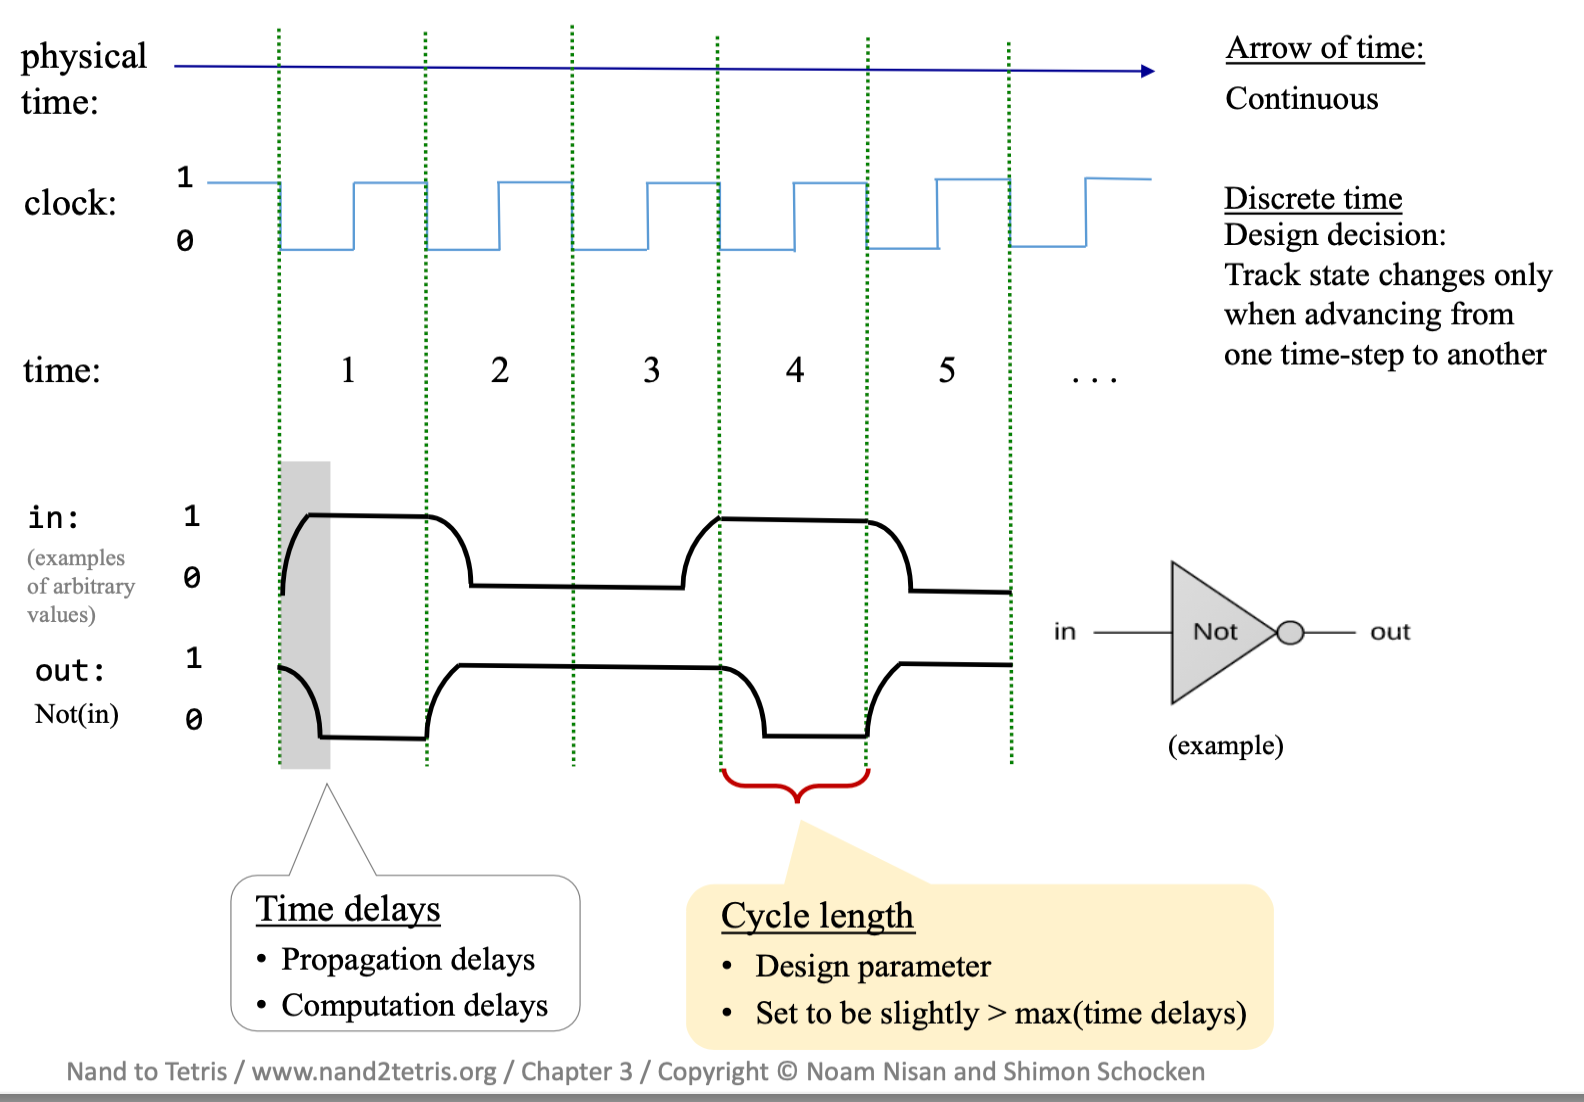 physical
time:
Arrow of time:
Continuous
clock:
1
0
Discrete time
Design decision:
Track state changes only
when advancing from
one time-step to another
time:
1
2
3
4
5
...
in:
(examples
of arbitrary
values)
1
0
out:
Not(in)
1
0
in
Not
out
(example)
Time delays
• Propagation delays
• Computation delays
Cycle length
• Design parameter
• Set to be slightly > max(time delays)
Nand to Tetris / www.nand2tetris.org / Chapter 3 / Copyright © Noam Nisan and Shimon Schocken